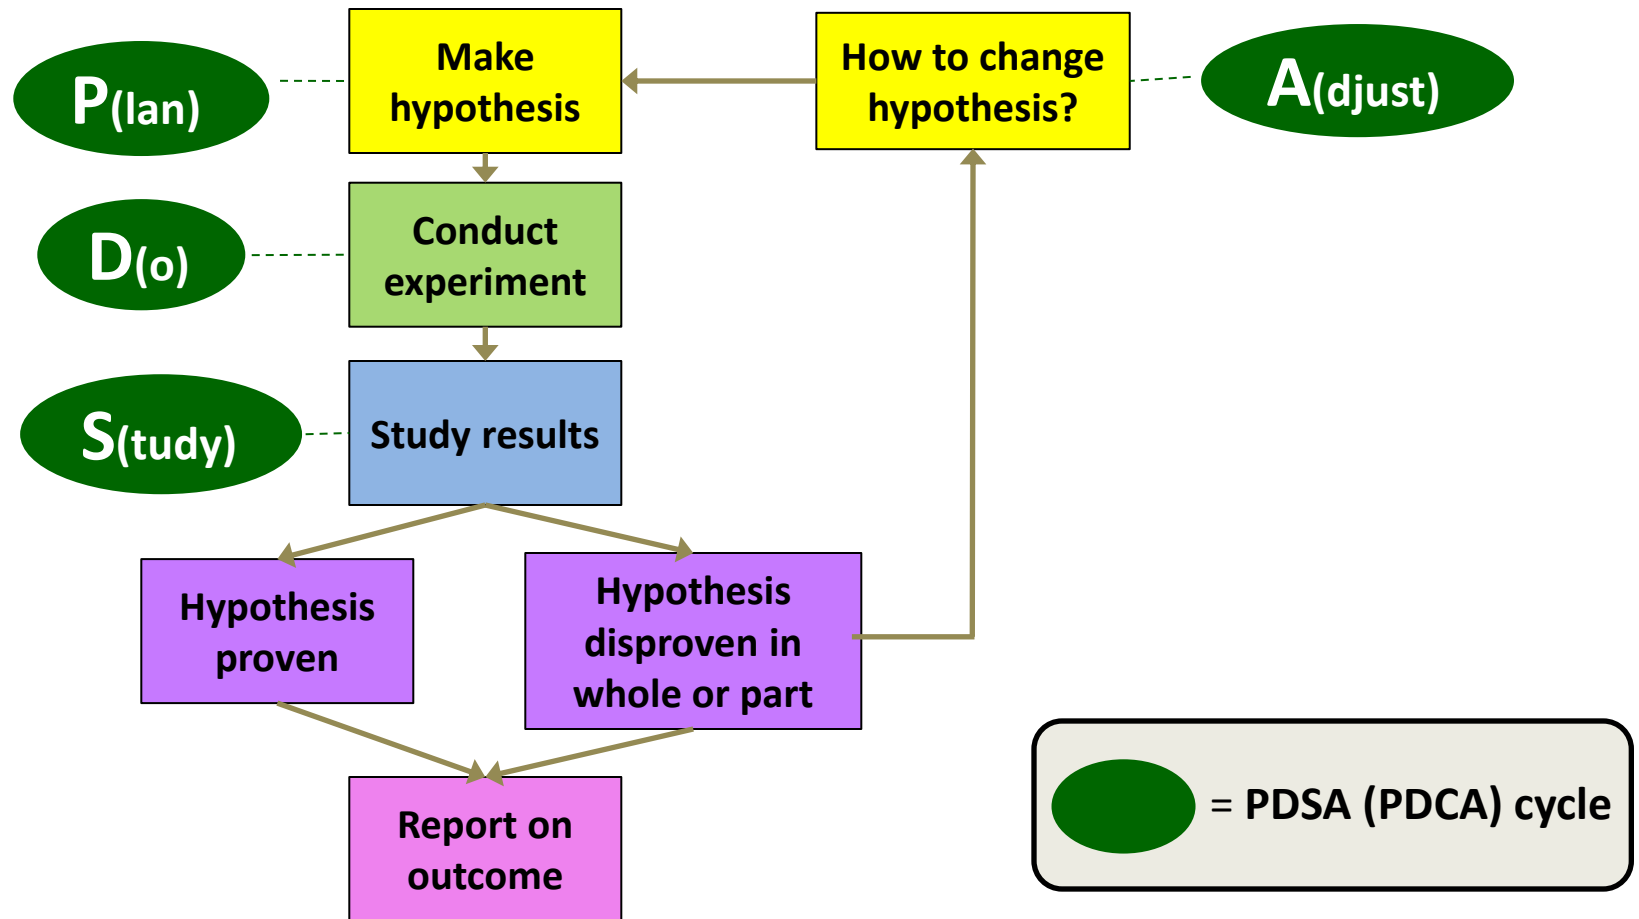 P(lan)
Make
hypothesis
How to change
hypothesis?
A(djust)
D(o)
Conduct
experiment
S(tudy)
Study results
Hypothesis
proven
Hypothesis
disproven in
whole or part
Report on
outcome
= PDSA (PDCA) cycle